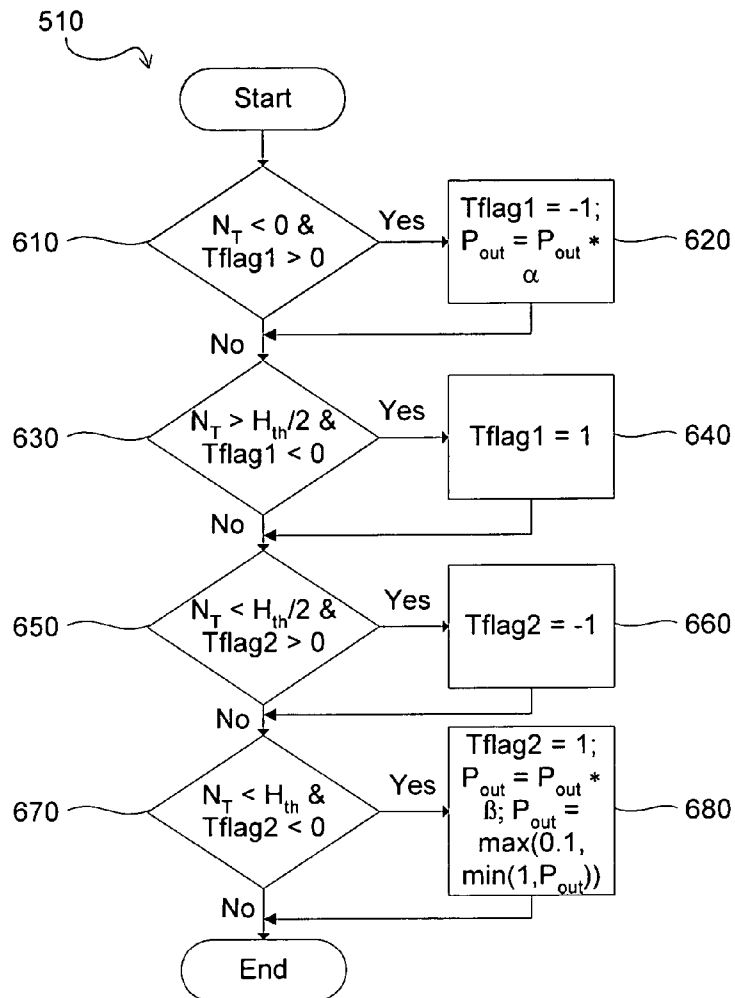 510
Start
610
N_T < 0 &
Tflag1 > 0
Yes
Tflag1 = -1;
P_out = P_out *
α
620
No
630
N_T > H_th/2 &
Tflag1 < 0
Yes
Tflag1 = 1
640
No
650
N_T < H_th/2 &
Tflag2 > 0
Yes
Tflag2 = -1
660
No
670
N_T < H_th &
Tflag2 < 0
Yes
Tflag2 = 1;
P_out = P_out *
ß; P_out =
max(0.1,
min(1,P_out))
680
No
End